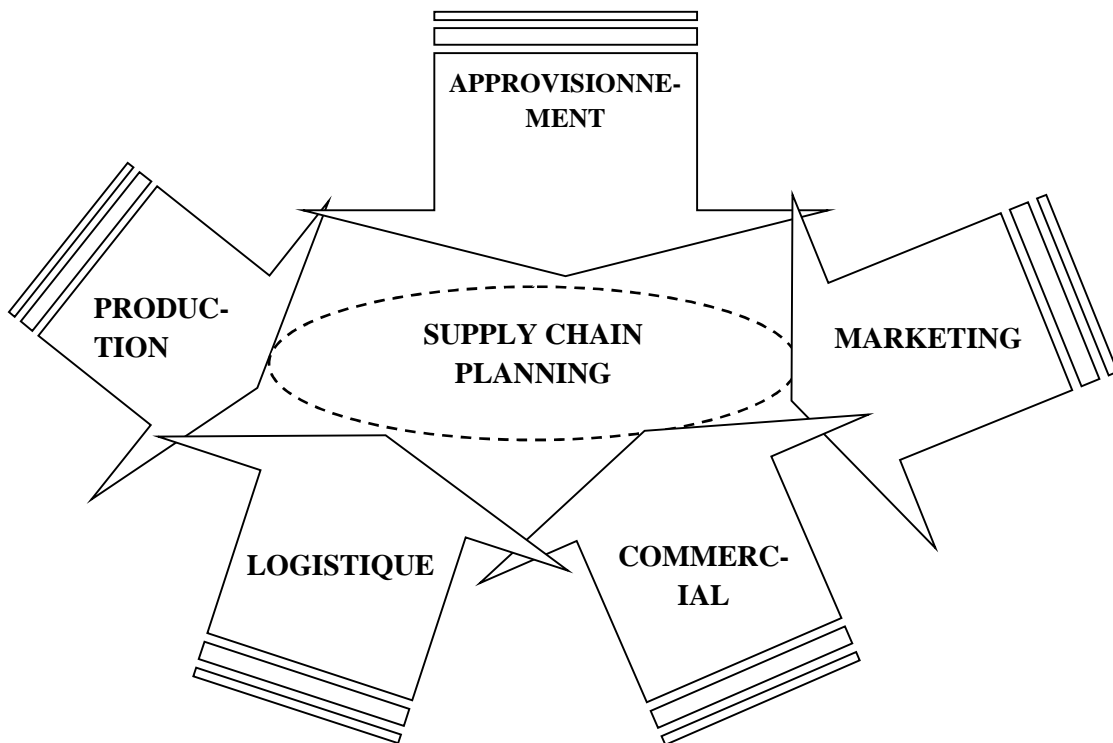 APPROVISIONNE-
MENT
PRODUC-
TION
SUPPLY CHAIN
PLANNING
MARKETING
LOGISTIQUE
COMMERC-
IAL